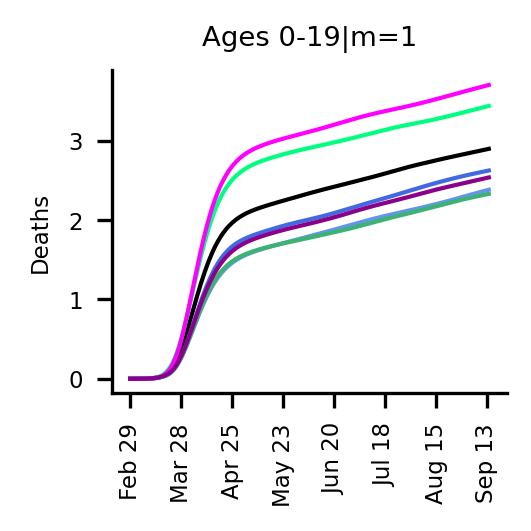 Ages 0-19|m=1
Deaths
3
2
1
0
Feb 29
Mar 28
Apr 25
May 23
Jun 20
Jul 18
Aug 15
Sep 13